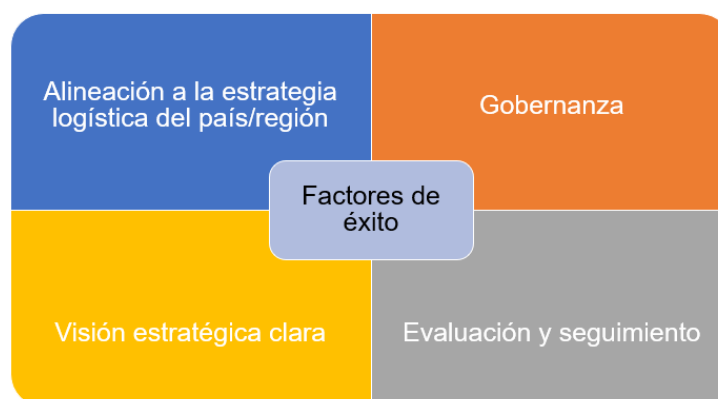 Alineación a la estrategia
logística del país/región
Gobernanza
Factores de
éxito
Visión estratégica clara
Evaluación y seguimiento